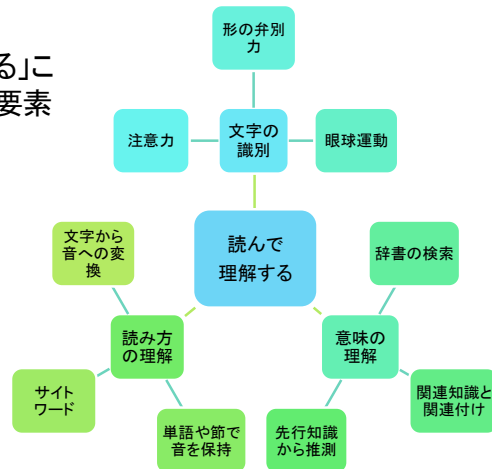 る」に
要素
形の弁別
力
注意力
文字の
識別
眼球運動
文字から
音への変
換
読んで
理解する
辞書の検索
読み方
の理解
意味の
理解
サイト
ワード
単語や節で
音を保持
先行知識
から推測
関連知識と
関連付け